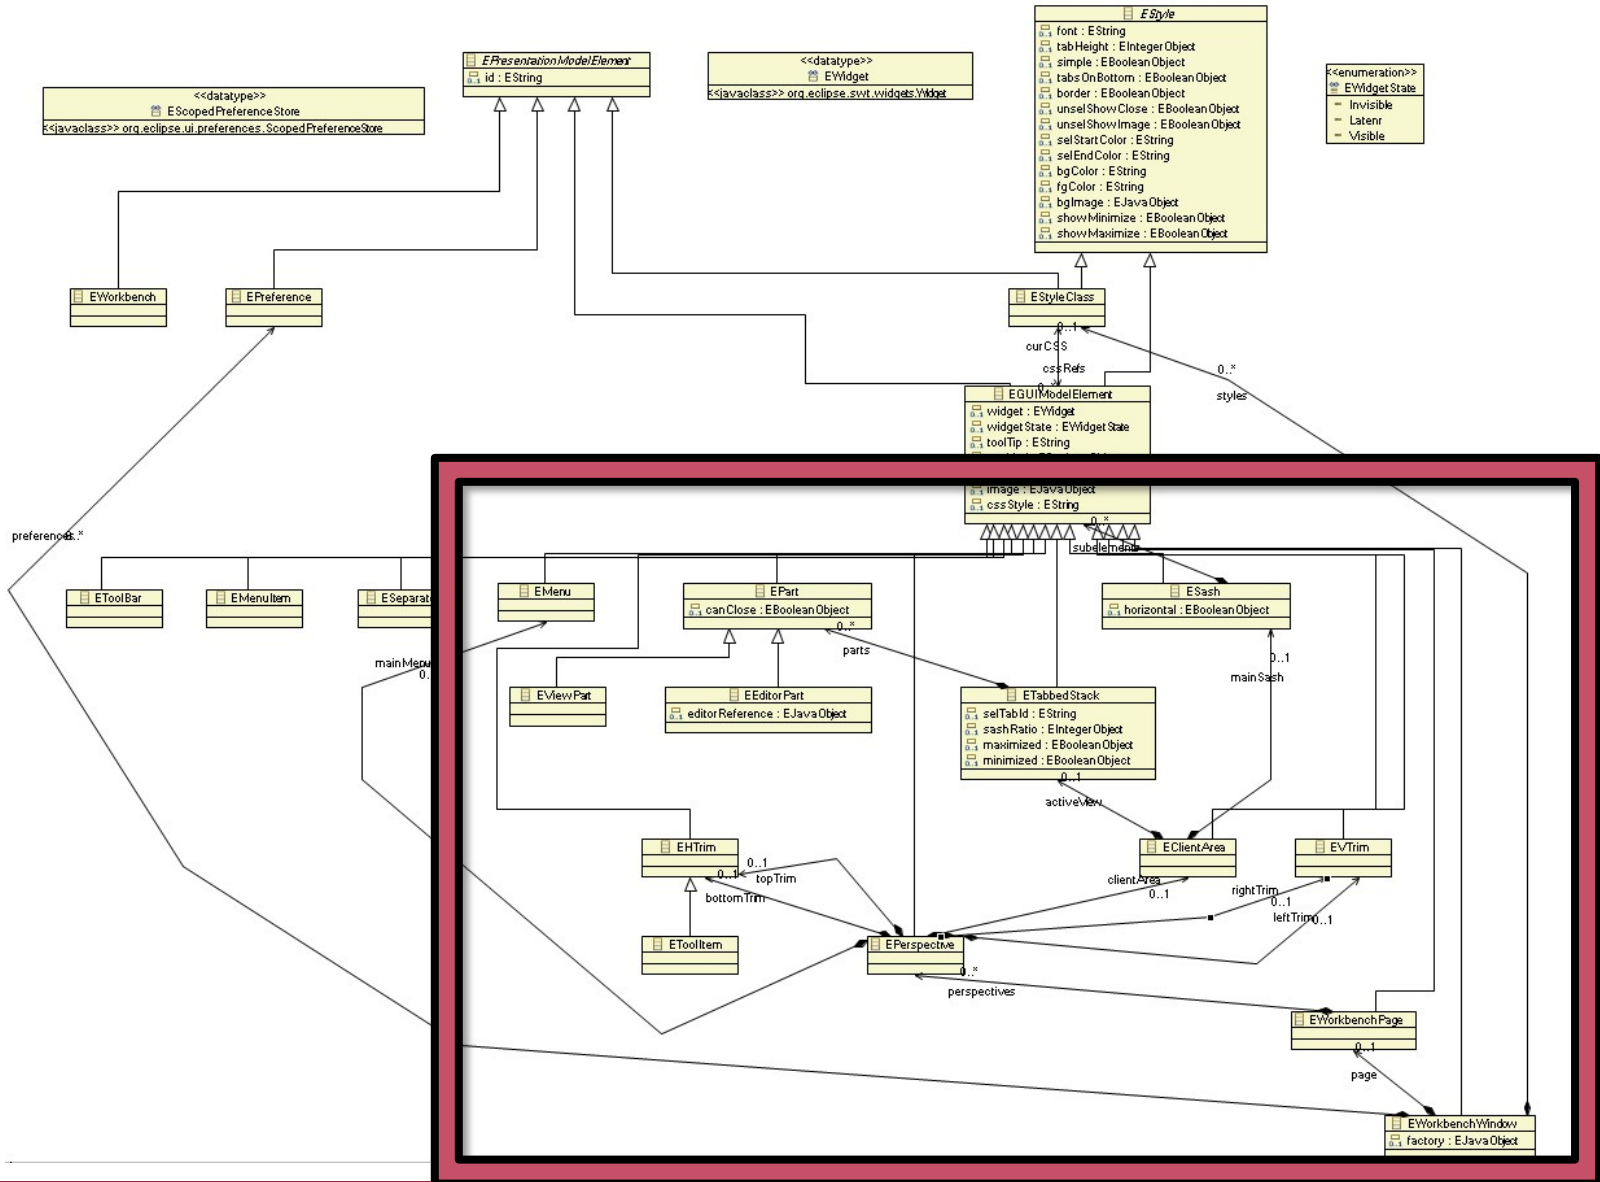 EStyle
font : EString
tabHeight : EIntegerObject
simple : EBooleanObject
tabsOnBottom : EBooleanObject
border : EBooleanObject
unselShowClose : EBooleanObject
unselShowImage : EBooleanObject
selStartColor : EString
selEndColor : EString
bgColor : EString
fgColor : EString
bgImage : EJavaObject
showMinimize : EBooleanObject
showMaximize : EBooleanObject
EPresentationModelElement
id : EString
<<datatype>>
EWidget
<<javaclass>> org.eclipse.swt.widgets.Widget
<<enumeration>>
EWidgetState
Invisible
Latenr
Visible
<<datatype>>
EScopedPreferenceStore
<<javaclass>> org.eclipse.ui.preferences.ScopedPreferenceStore
EWorkbench
EPreference
EStyleClass
0..1
curCSS
cssRefs
0..*
styles
EGUIModelElement
widget : EWidget
widgetState : EWidgetState
toolTip : EString
image : EJavaObject
cssStyle : EString
0..*
subelements
preferences
EToolBar
EMenuItem
ESeparato
EMenu
EPart
canClose : EBooleanObject
0..*
parts
ESash
horizontal : EBooleanObject
0..1
mainSash
mainMenu
0..
EViewPart
EEditorPart
editorReference : EJavaObject
ETabbedStack
selTabId : EString
sashRatio : EIntegerObject
maximized : EBooleanObject
minimized : EBooleanObject
0..1
activeView
EHTrim
0..1
topTrim
0..1
bottomTrim
EClientArea
clientArea
0..1
EVTrim
rightTrim
0..1
leftTrim
0..1
EToolItem
EPerspective
0..*
perspectives
EWorkbenchPage
0..1
page
EWorkbenchWindow
factory : EJavaObject